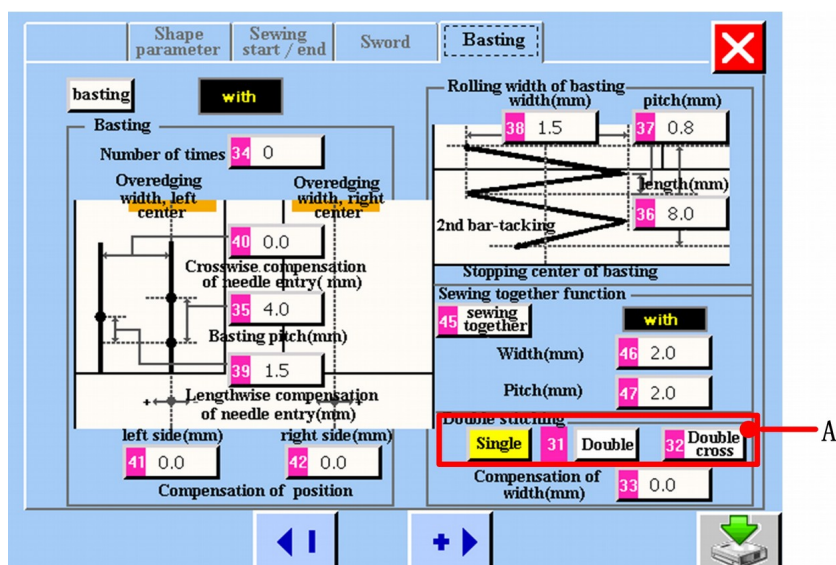 Shape
parameter
Sewing
start / end
Sword
Basting
basting
with
Basting
Number of times 34 0
Overedging
width, left
center
Overedging
width, right
center
40 0.0
Crosswise compensation
of needle entry( mm)
35 4.0
Basting pitch(mm)
39 1.5
Lengthwise compensation
of needle entry(mm)
left side(mm)
right side(mm)
41 0.0
42 0.0
Compensation of position
Rolling width of basting
width(mm)
pitch(mm)
38 1.5
37 0.8
length(mm)
36 8.0
2nd bar-tacking
Stopping center of basting
Sewing together function
45 sewing
together
with
Width(mm) 46 2.0
Pitch(mm) 47 2.0
Double stitching
Single
31 Double
32 Double
cross
A
Compensation of
width(mm)
33 0.0